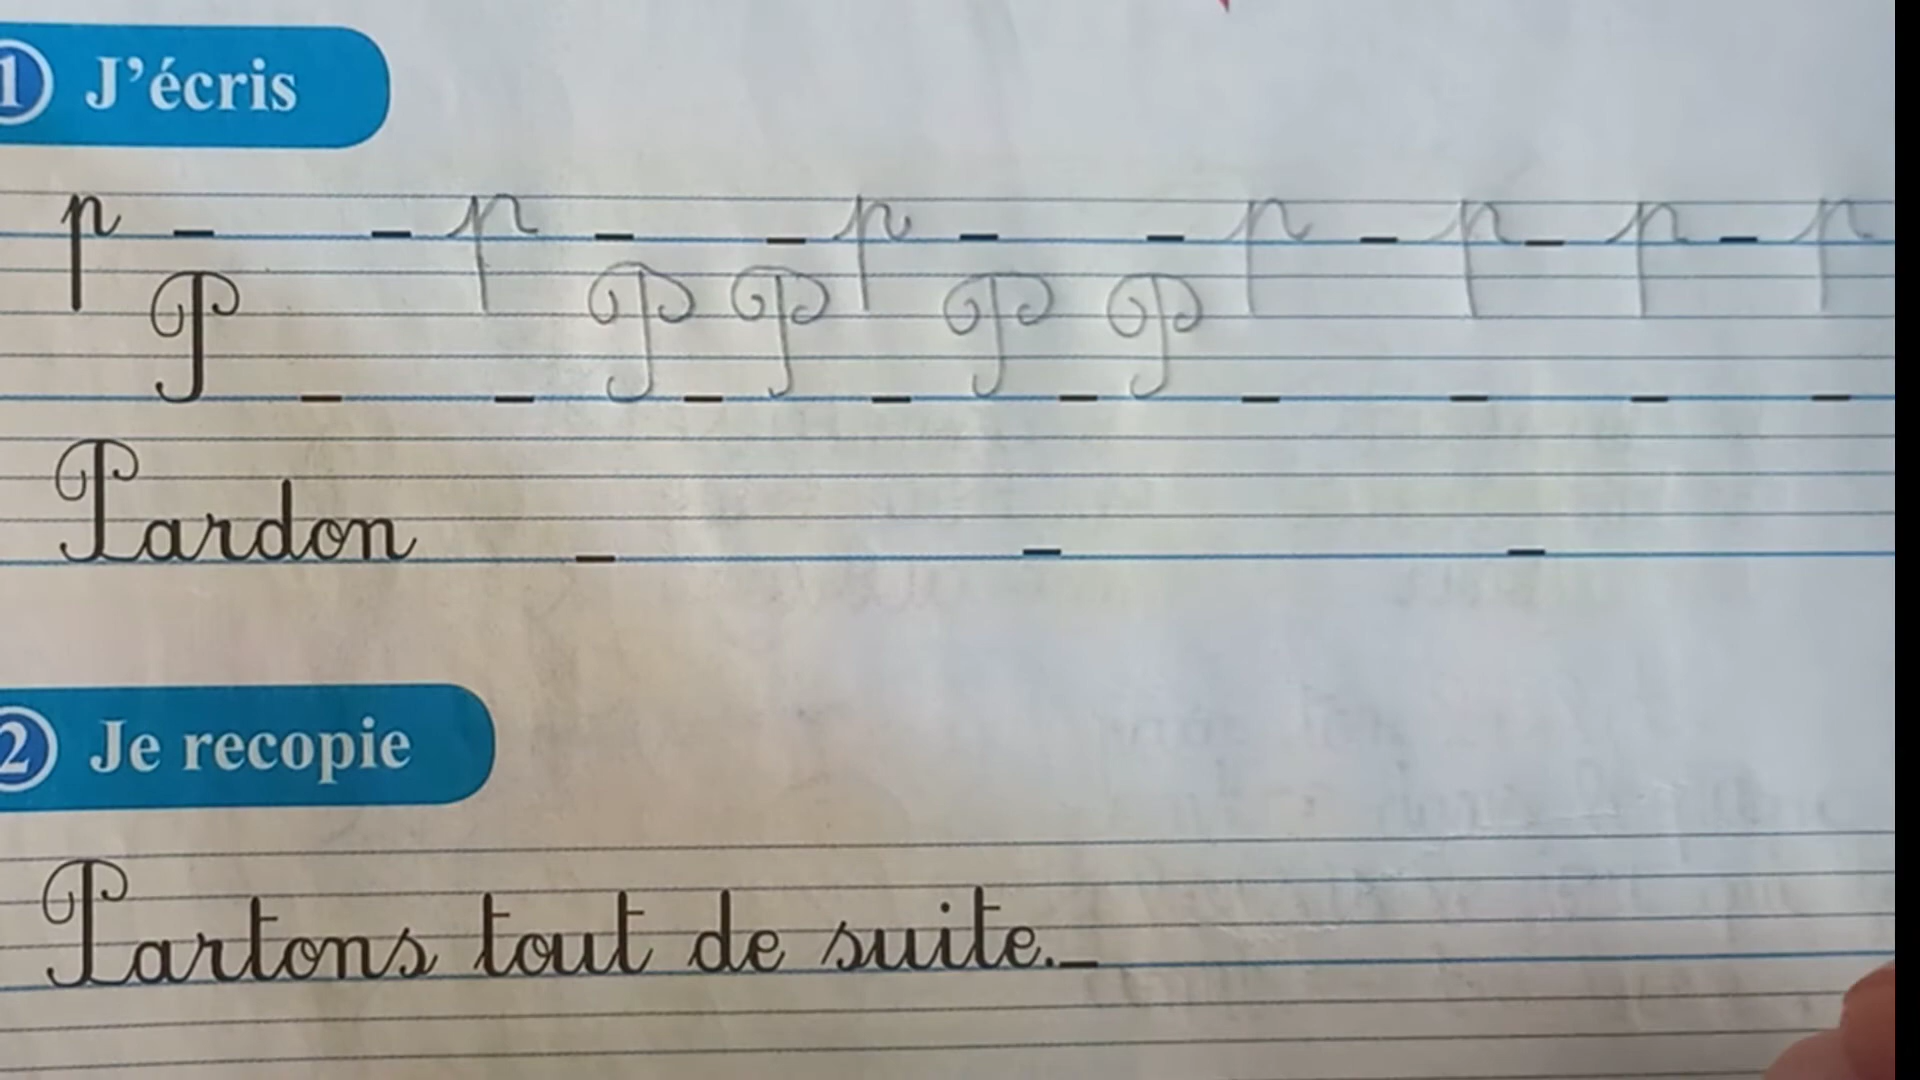 1 J'écris
p - - p - - p - - p - p - p - p
P - - P - P - P - P - - - -
Pardon - - -
2 Je recopie
Partons tout de suite. -